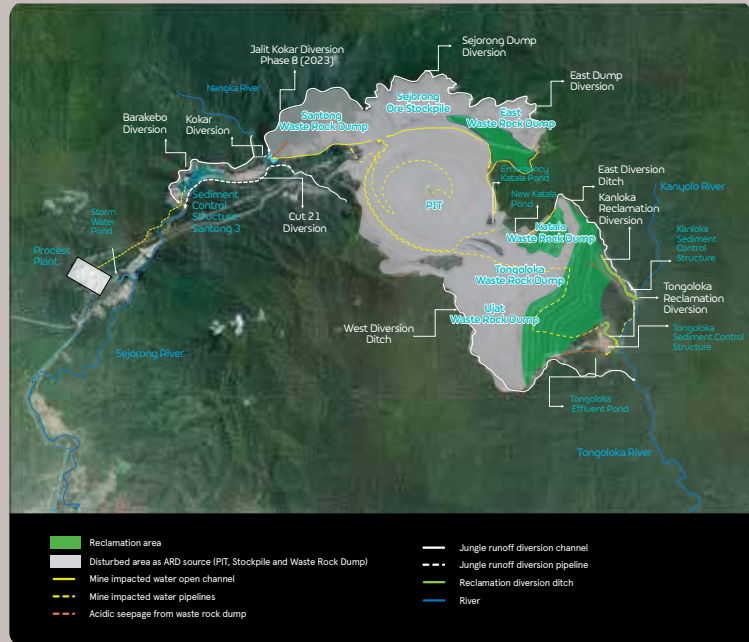 Sejorong Dump
Diversion
Jalit Kokar Diversion
Phase 8 (2023)
East Dump
Diversion
Nangka River
Sejorong
Ore Stockpile
Santong
Waste Rock Dump
East
Waste Rock Dump
Barakebo
Diversion
Kokar
Diversion
Emergency
Katala Pond
East Diversion
Ditch
Sediment
Control
Structure
Santong 3
New Katala
Pond
Kanyolo River
Kanloka
Reclamation
Diversion
PIT
Storm
Water
Pond
Cut 21
Diversion
Katala
Waste Rock Dump
Kanloka
Sediment
Control
Structure
Process
Plant
Tongoloka
Waste Rock Dump
Tongoloka
Reclamation
Diversion
Ujat
Waste Rock Dump
West Diversion
Ditch
Tongoloka
Sediment Control
Structure
Sejorong River
Tongoloka
Effluent Pond
Tongoloka River
Reclamation area
Disturbed area as ARD source (PIT, Stockpile and Waste Rock Dump)
Mine impacted water open channel
Mine impacted water pipelines
Acidic seepage from waste rock dump
Jungle runoff diversion channel
Jungle runoff diversion pipeline
Reclamation diversion ditch
River